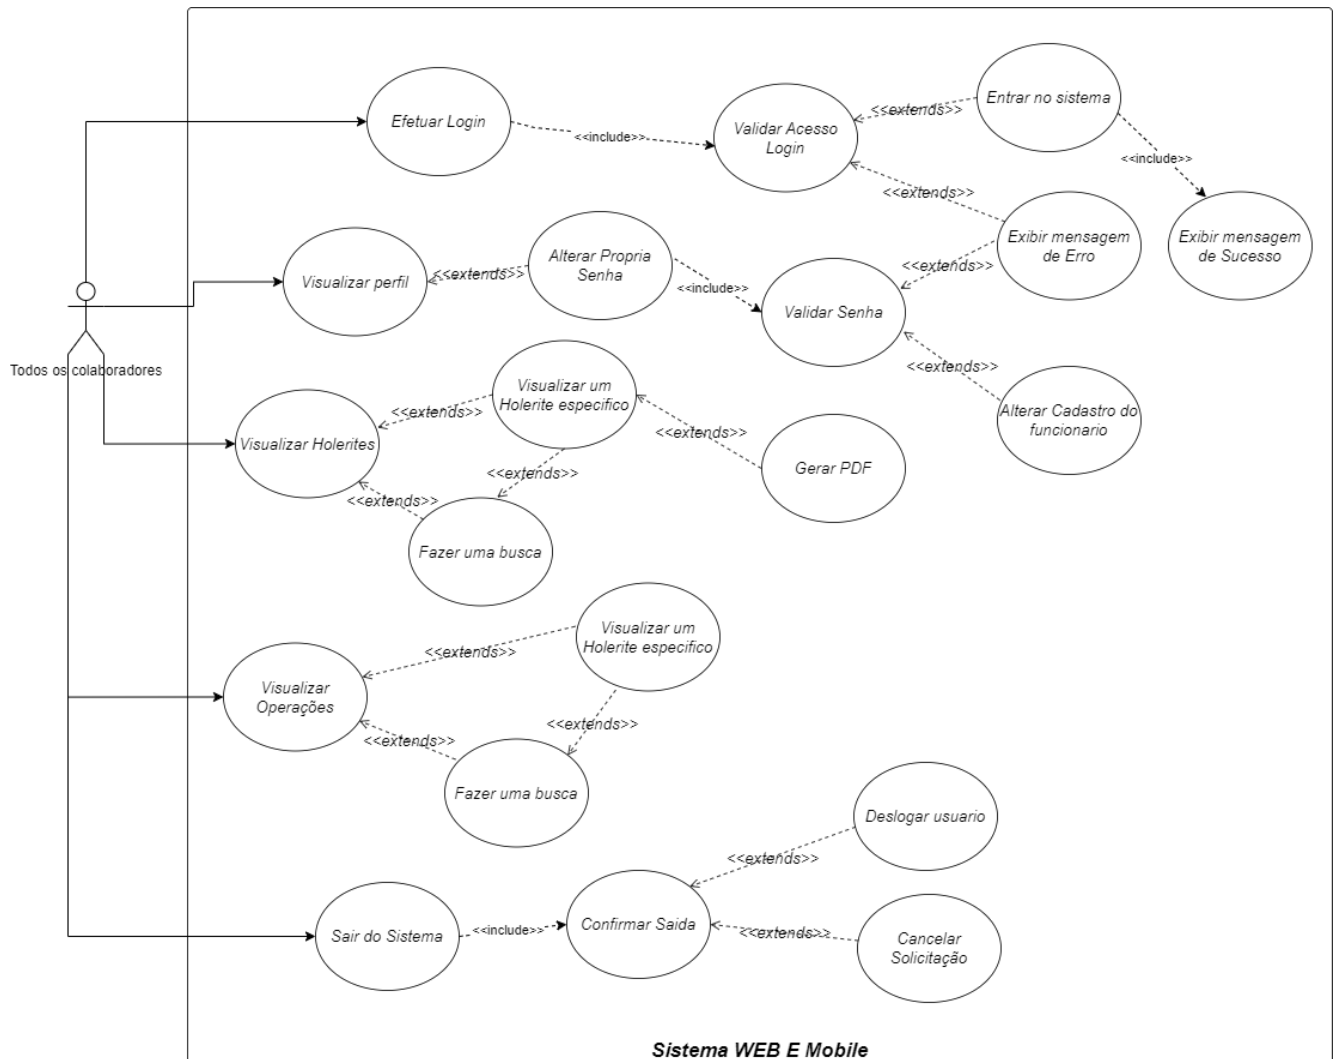 Efetuar Login
<<include>>
Validar Acesso
Login
<<extends>>
Entrar no sistema
<<include>>
<<extends>>
Exibir mensagem
de Erro
Exibir mensagem
de Sucesso
Visualizar perfil
<<extends>>
Alterar Propria
Senha
<<include>>
Validar Senha
<<extends>>
<<extends>>
Alterar Cadastro do
funcionario
Todos os colaboradores
Visualizar Holerites
<<extends>>
Visualizar um
Holerite especifico
<<extends>>
Gerar PDF
<<extends>>
<<extends>>
Fazer uma busca
Visualizar
Operações
<<extends>>
Visualizar um
Holerite especifico
<<extends>>
<<extends>>
Fazer uma busca
Sair do Sistema
<<include>>
Confirmar Saida
<<extends>>
Deslogar usuario
<<extends>>
Cancelar
Solicitação
Sistema WEB E Mobile